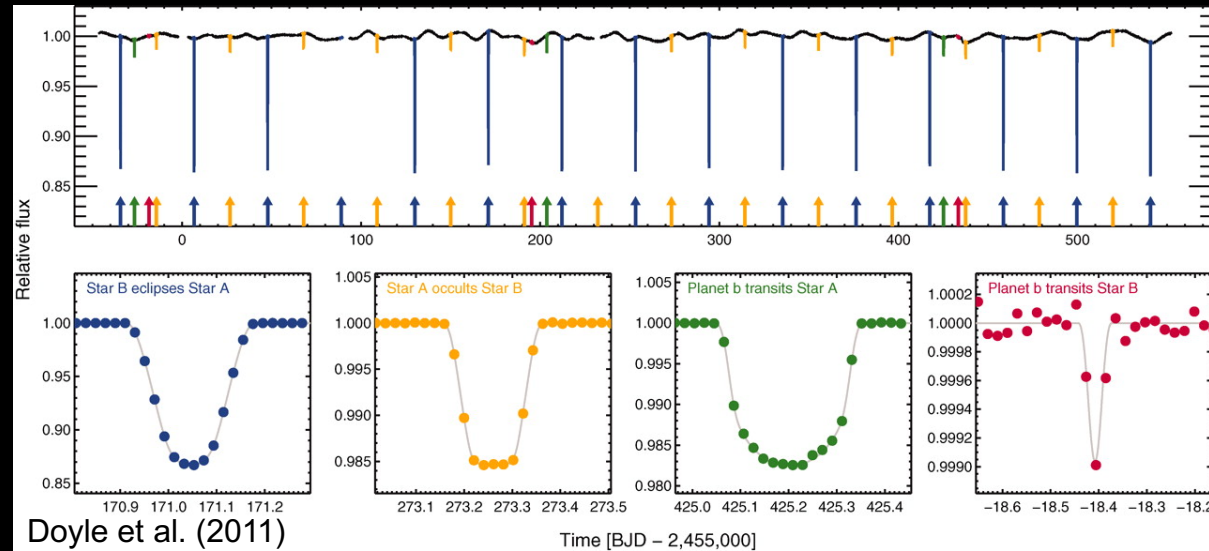 Relative flux
1.00
0.95
0.90
0.85
0 100 200 300 400 500
Star B eclipses Star A
1.00
0.95
0.90
0.85
170.9 171.0 171.1 171.2
Star A occults Star B
1.005
1.000
0.995
0.990
0.985
273.1 273.2 273.3 273.4 273.5
Planet b transits Star A
1.005
1.000
0.995
0.990
0.985
0.980
425.0 425.1 425.2 425.3 425.4
Planet b transits Star B
1.0002
1.0000
0.9998
0.9996
0.9994
0.9992
0.9990
−18.6 −18.5 −18.4 −18.3 −18.2
Doyle et al. (2011)
Time [BJD − 2,455,000]